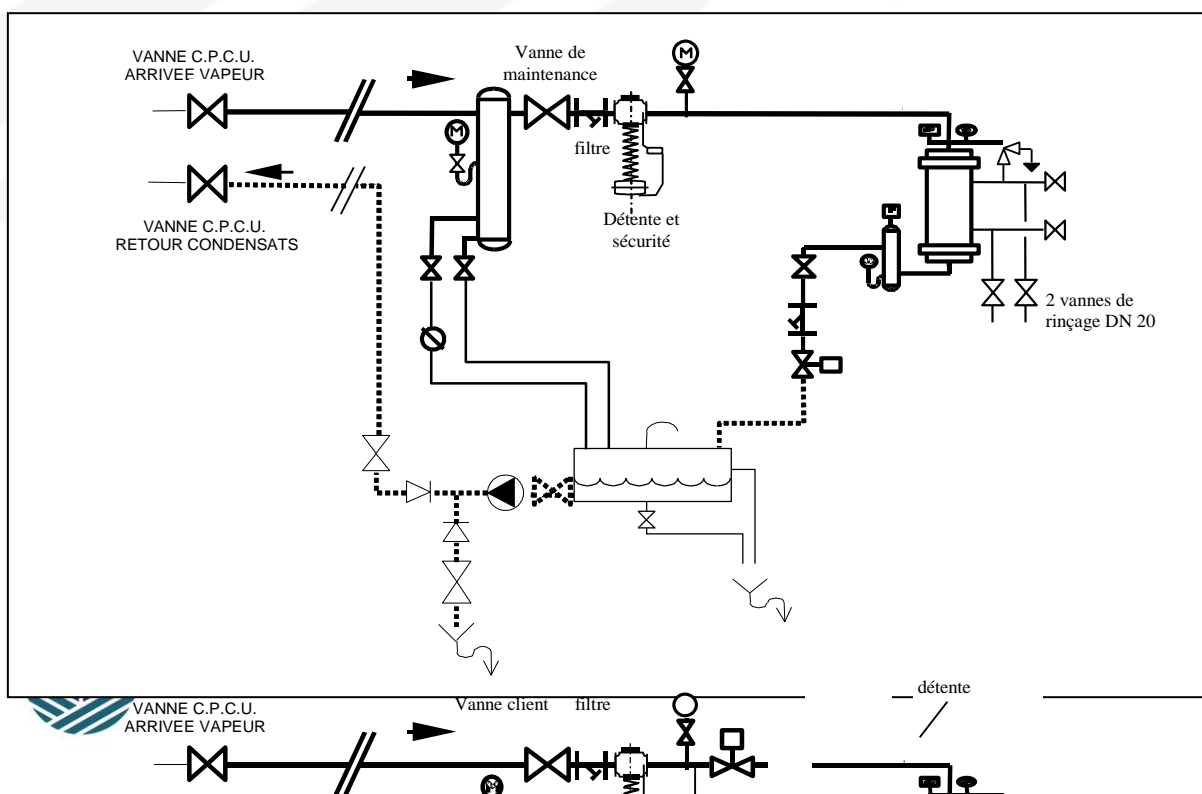 VANNE C.P.C.U.
ARRIVEE VAPEUR
Vanne de
maintenance
M
M
filtre
VANNE C.P.C.U.
RETOUR CONDENSATS
Détente et
sécurité
2 vannes de
rinçage DN 20
détente
VANNE C.P.C.U.
ARRIVEE VAPEUR
Vanne client
filtre
M